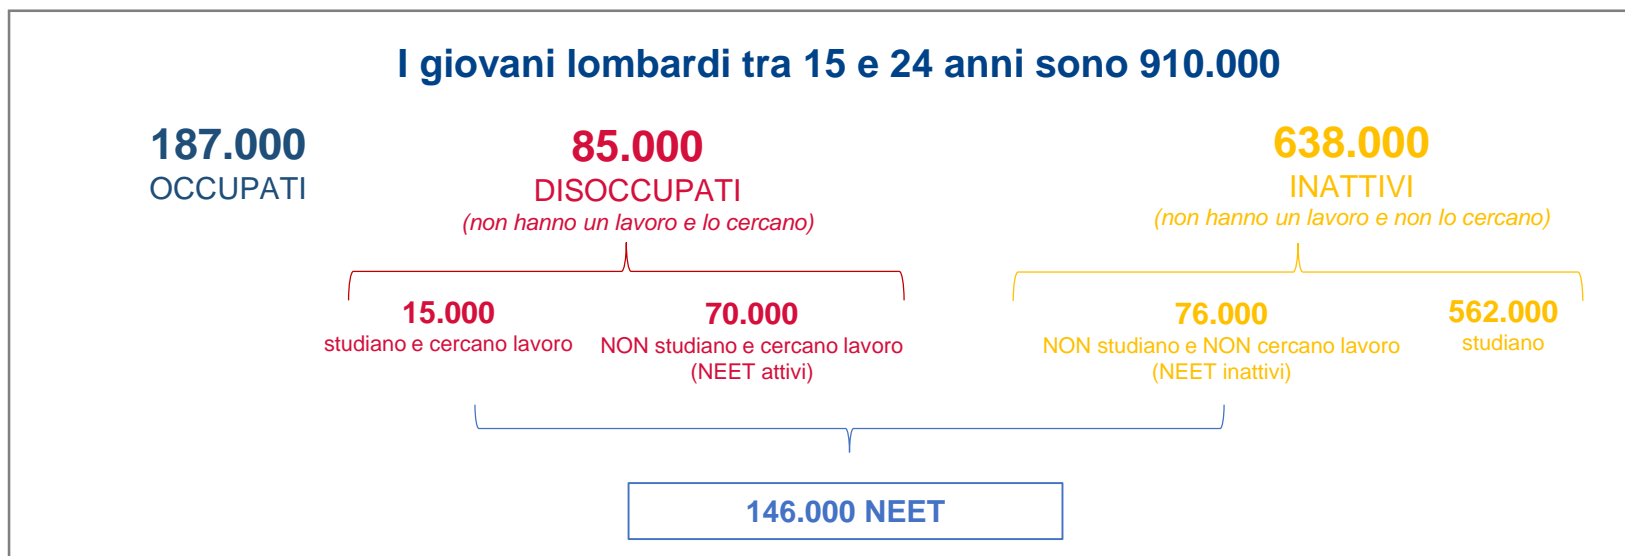 I giovani lombardi tra 15 e 24 anni sono 910.000
187.000
OCCUPATI
85.000
DISOCCUPATI
(non hanno un lavoro e lo cercano)
638.000
INATTIVI
(non hanno un lavoro e non lo cercano)
15.000
studiano e cercano lavoro
70.000
NON studiano e cercano lavoro
(NEET attivi)
76.000
NON studiano e NON cercano lavoro
(NEET inattivi)
562.000
studiano
146.000 NEET